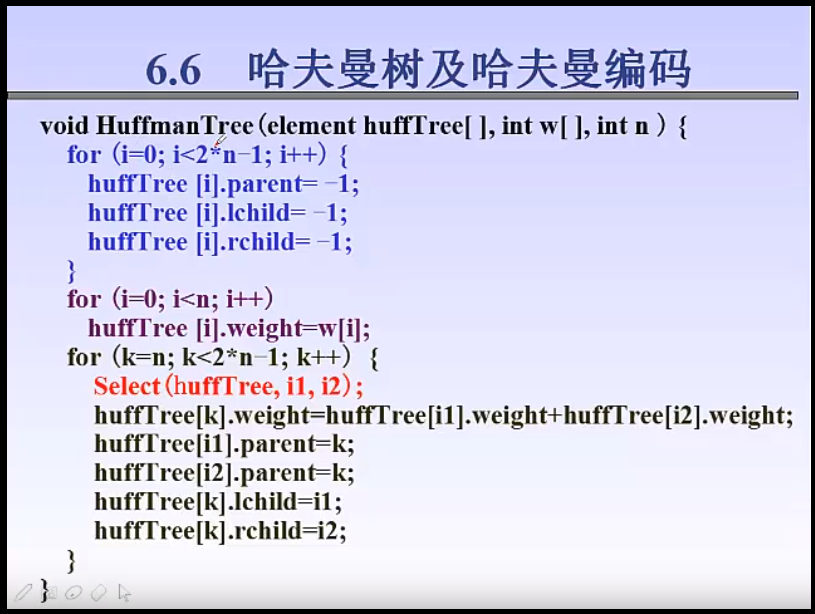 6.6 哈夫曼树及哈夫曼编码
void HuffmanTree(element huffTree[ ], int w[ ], int n ) {
for (i=0; i<2*n-1; i++) {
huffTree [i].parent= -1;
huffTree [i].lchild= -1;
huffTree [i].rchild= -1;
}
for (i=0; i<n; i++)
huffTree [i].weight=w[i];
for (k=n; k<2*n-1; k++) {
Select(huffTree, i1, i2);
huffTree[k].weight=huffTree[i1].weight+huffTree[i2].weight;
huffTree[i1].parent=k;
huffTree[i2].parent=k;
huffTree[k].lchild=i1;
huffTree[k].rchild=i2;
}
}